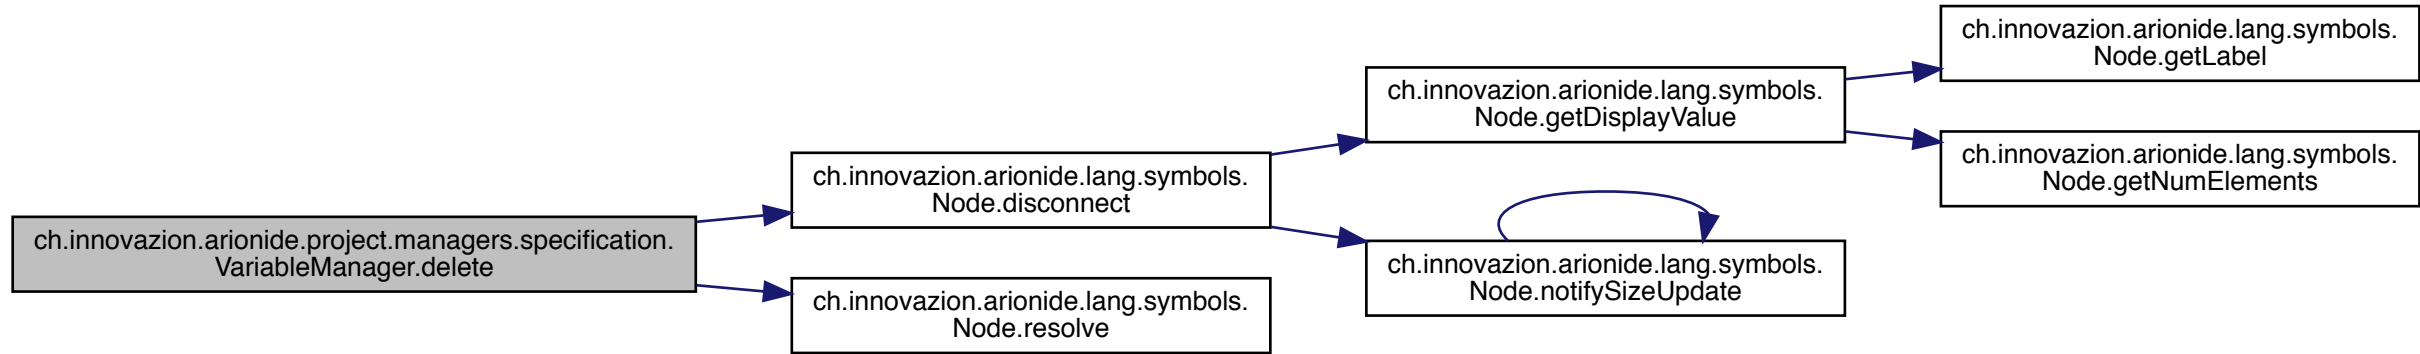 ch.innovazion.arionide.project.managers.specification.
VariableManager.delete
ch.innovazion.arionide.lang.symbols.
Node.disconnect
ch.innovazion.arionide.lang.symbols.
Node.resolve
ch.innovazion.arionide.lang.symbols.
Node.getDisplayValue
ch.innovazion.arionide.lang.symbols.
Node.notifySizeUpdate
ch.innovazion.arionide.lang.symbols.
Node.getLabel
ch.innovazion.arionide.lang.symbols.
Node.getNumElements